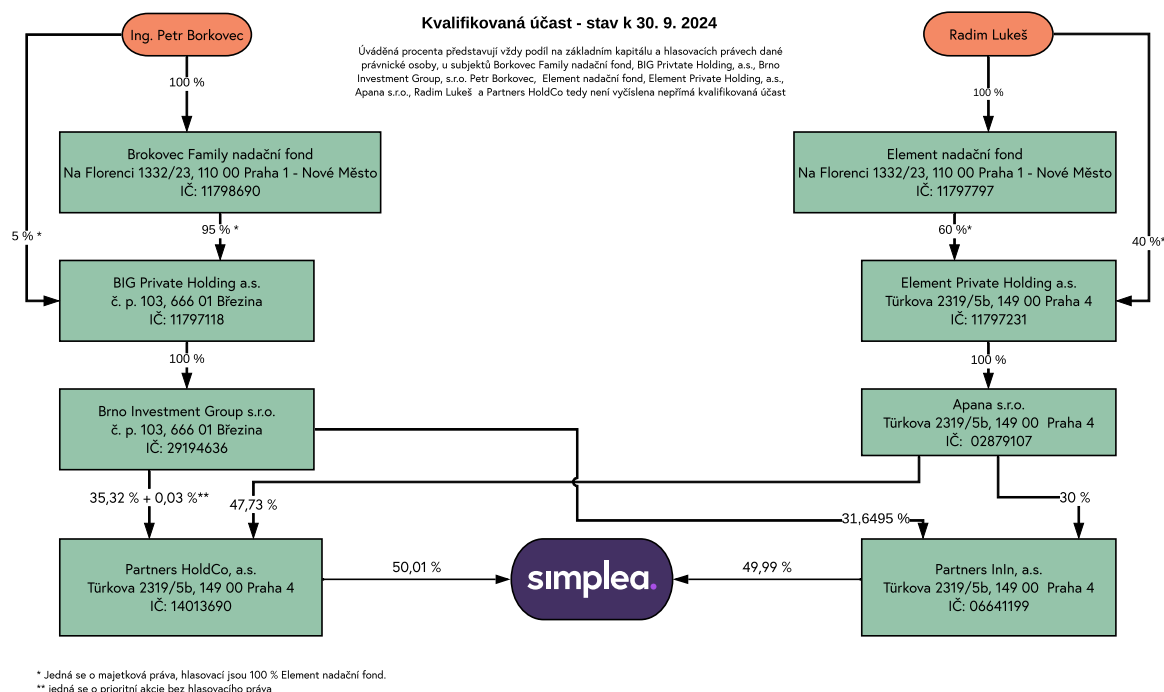 Kvalifikovaná účast - stav k 30. 9. 2024
Úváděná procenta představují vždy podíl na základním kapitálu a hlasovacích právech dané
právnické osoby, u subjektů Borkovec Family nadační fond, BIG Privtate Holding, a.s., Brno
Investment Group, s.r.o. Petr Borkovec, Element nadační fond, Element Private Holding, a.s.,
Apana s.r.o., Radim Lukeš a Partners HoldCo tedy není vyčíslena nepřímá kvalifikovaná účast
Ing. Petr Borkovec
Radim Lukeš
100 %
100 %
Brokovec Family nadační fond
Na Florenci 1332/23, 110 00 Praha 1 - Nové Město
IČ: 11798690
Element nadační fond
Na Florenci 1332/23, 110 00 Praha 1 - Nové Město
IČ: 11797797
5 % *
95 % *
60 %*
40 %*
BIG Private Holding a.s.
č. p. 103, 666 01 Březina
IČ: 11797118
Element Private Holding a.s.
Türkova 2319/5b, 149 00 Praha 4
IČ: 11797231
100 %
100 %
Brno Investment Group s.r.o.
č. p. 103, 666 01 Březina
IČ: 29194636
Apana s.r.o.
Türkova 2319/5b, 149 00 Praha 4
IČ: 02879107
35,32 % + 0,03 %**
47,73 %
31,6495 %
30 %
Partners HoldCo, a.s.
Türkova 2319/5b, 149 00 Praha 4
IČ: 14013690
50,01 %
simplea.
49,99 %
Partners InIn, a.s.
Türkova 2319/5b, 149 00 Praha 4
IČ: 06641199
* Jedná se o majetková práva, hlasovací jsou 100 % Element nadační fond.
** jedná se o prioritní akcie bez hlasovacího práva